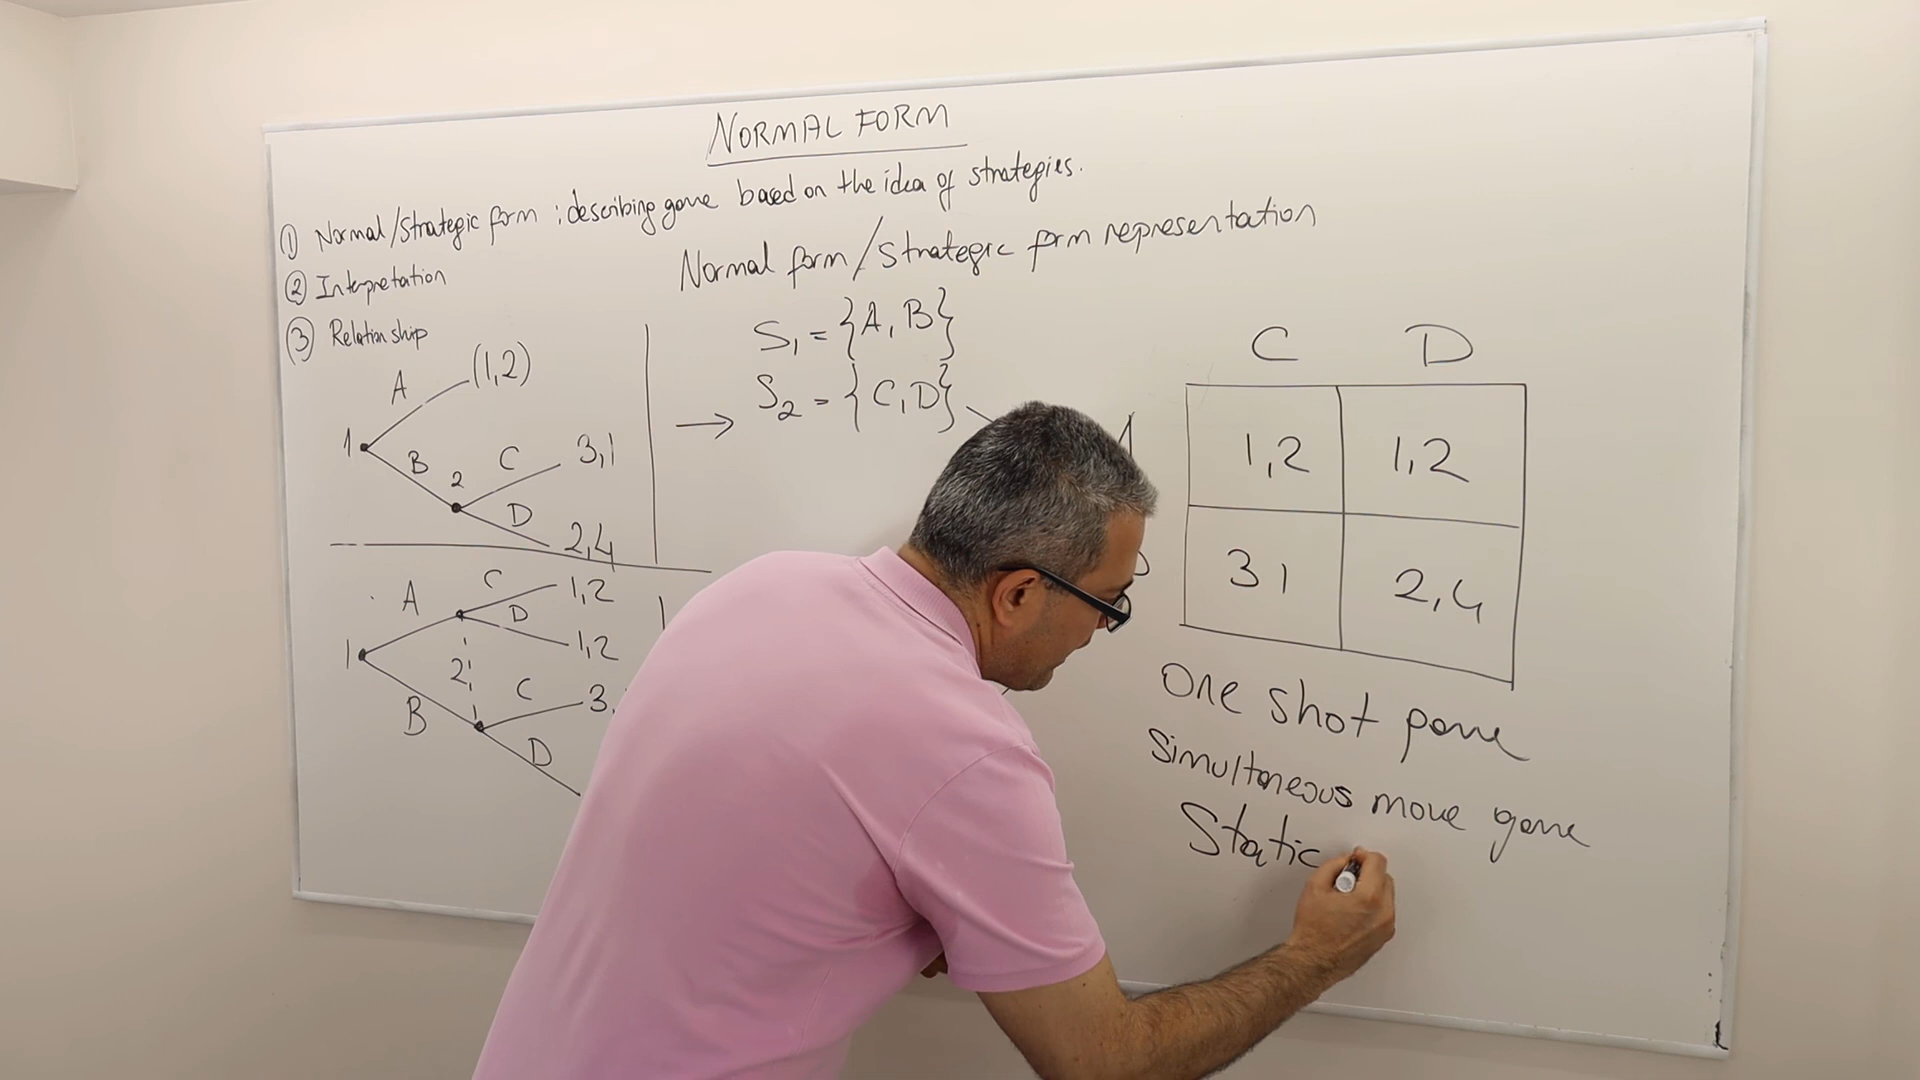 NORMAL FORM
① Normal/Strategic form : describing game based on the idea of strategies.
② Interpretation
③ Relationship
Normal form/Strategic form representation
S₁ = {A, B}
S₂ = {C, D}
A (1,2)
1
B 2 C 3,1
D 2,4
A C 1,2
D 1,2
1 2
B C 3,
D
C D
1,2 1,2
3 1 2,4
One shot game
Simultaneous move game
Static